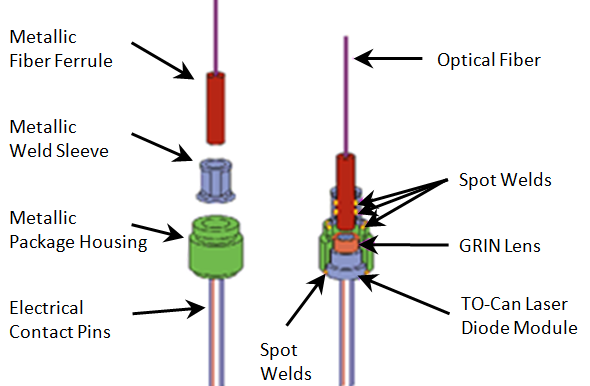 Metallic
Fiber Ferrule
Metallic
Weld Sleeve
Metallic
Package Housing
Electrical
Contact Pins
Optical Fiber
Spot Welds
GRIN Lens
TO-Can Laser
Diode Module
Spot
Welds